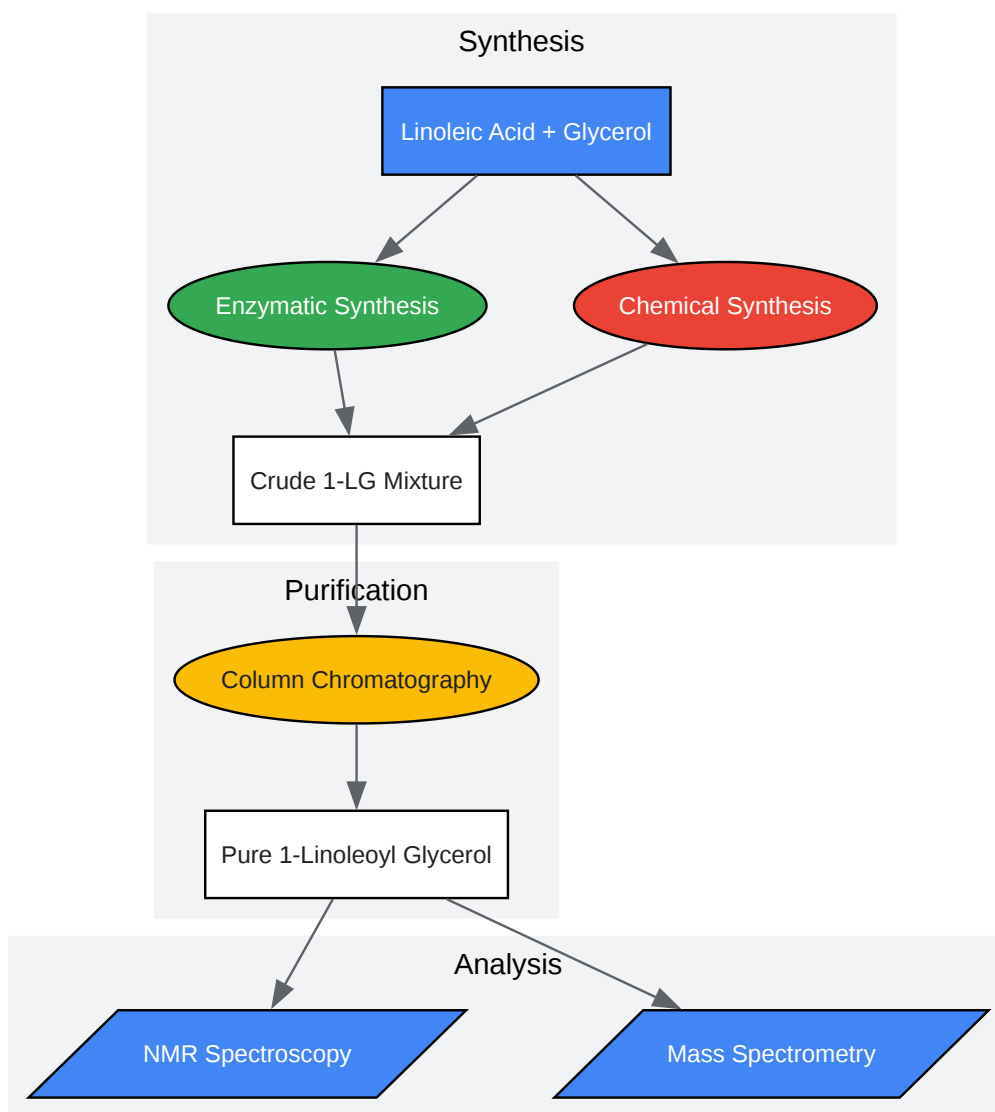 Synthesis
Linoleic Acid + Glycerol
Enzymatic Synthesis
Chemical Synthesis
Crude 1-LG Mixture
Purification
Column Chromatography
Pure 1-Linoleoyl Glycerol
Analysis
NMR Spectroscopy
Mass Spectrometry